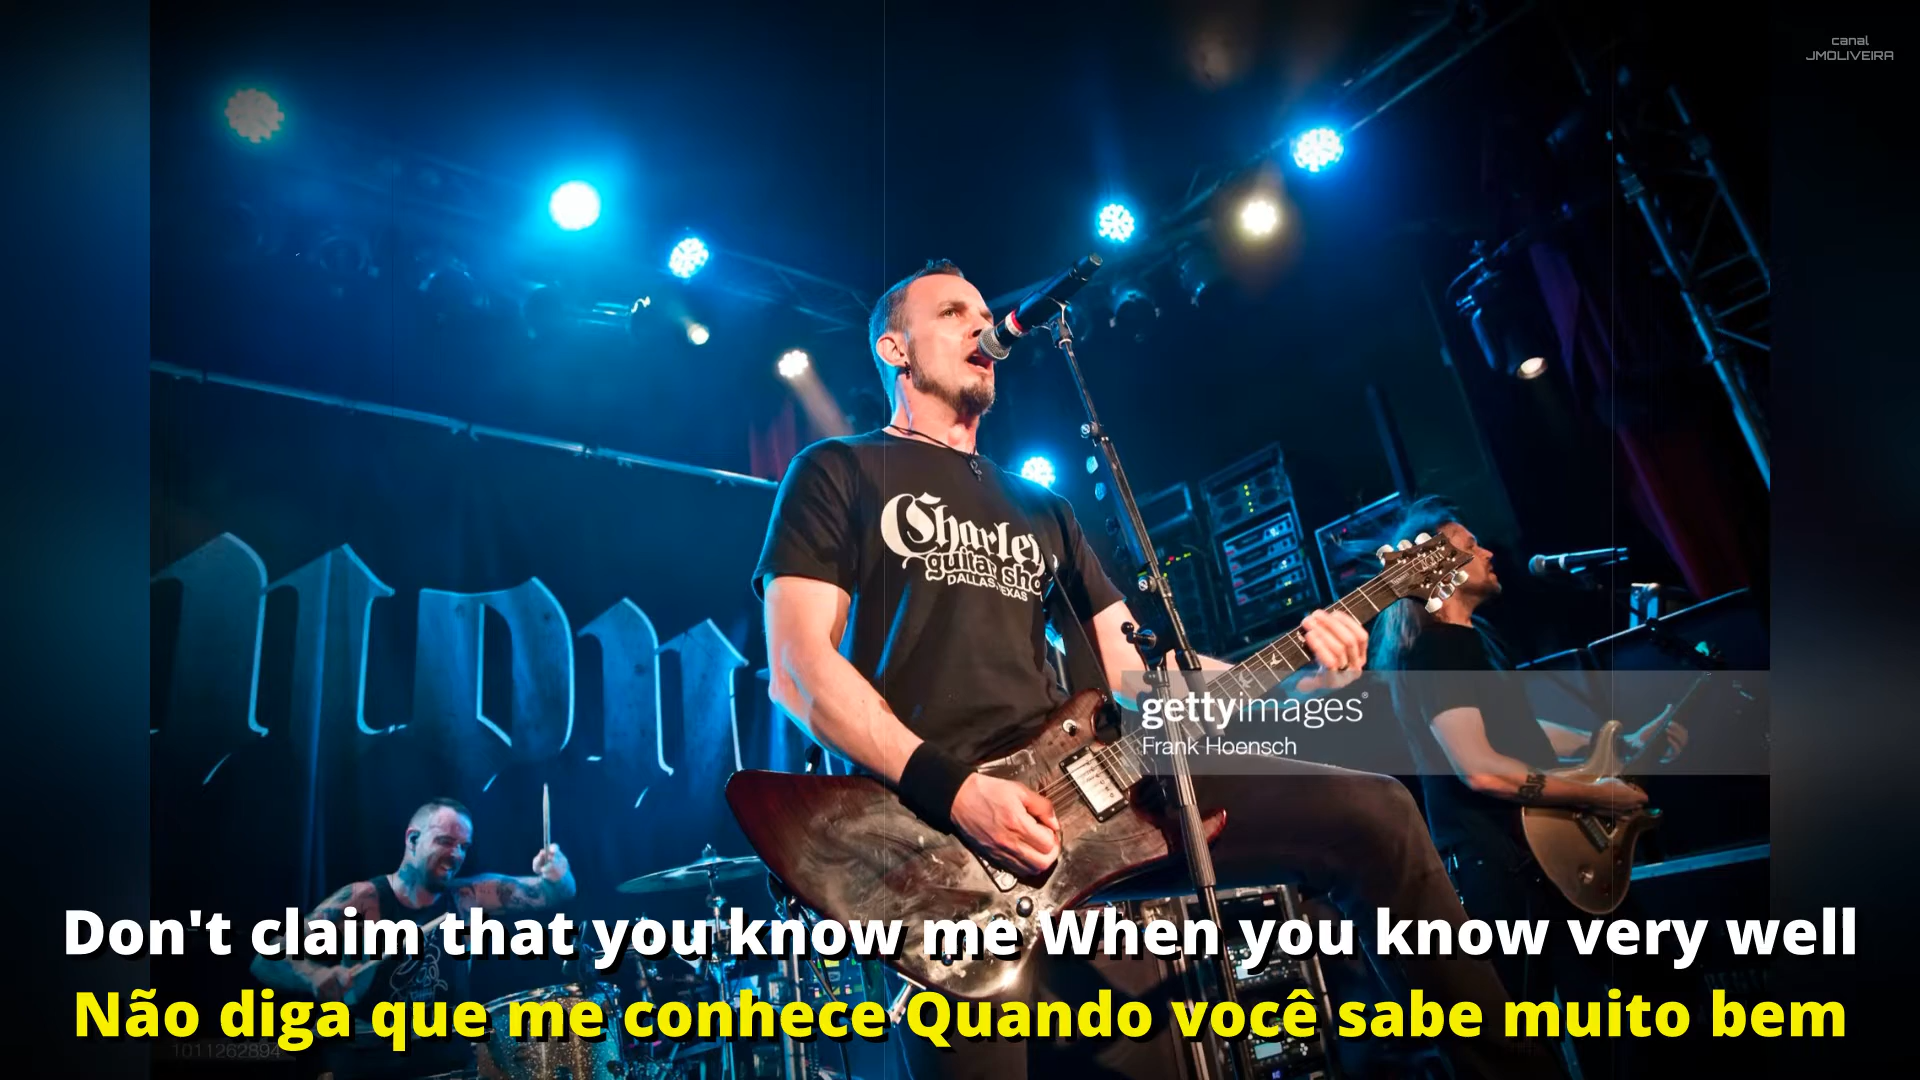 canal
JMOLIVEIRA
Charley's
guitar shop
DALLAS, TEXAS
gettyimages®
Frank Hoensch
Don't claim that you know me When you know very well
Não diga que me conhece Quando você sabe muito bem
1011262894